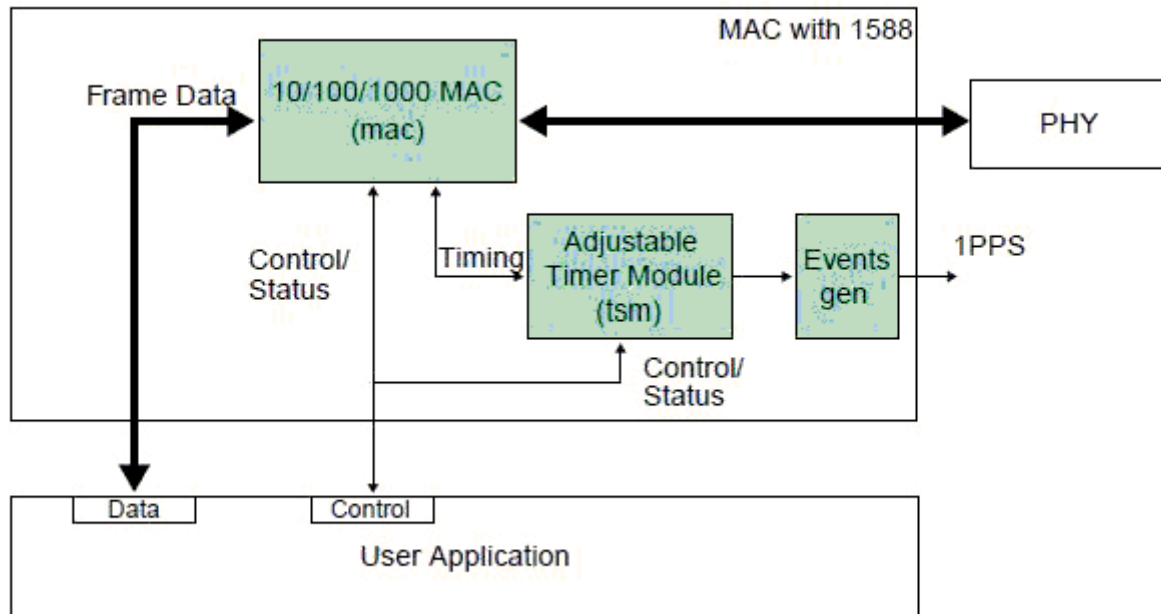 MAC with 1588
10/100/1000 MAC
(mac)
Frame Data
PHY
Control/
Status
Timing
Adjustable
Timer Module
(tsm)
Events
gen
1PPS
Control/
Status
Data
Control
User Application